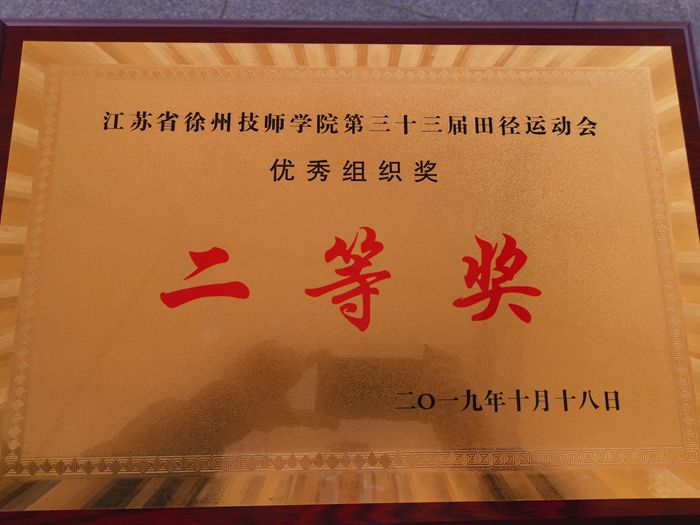 江苏省徐州技师学院第三十三届田径运动会
优秀组织奖
二等奖
二〇一九年十月十八日